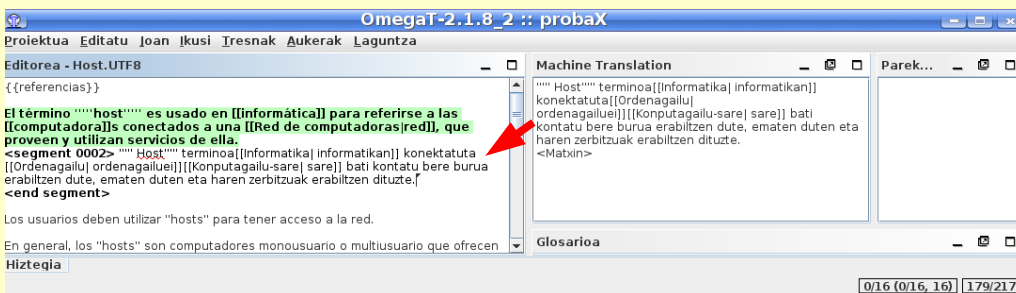 OmegaT-2.1.8_2 :: probaX
Proiektua Editatu Joan Ikusi Tresnak Aukerak Laguntza
Editorea - Host.UTF8
{{referencias}}
El término '''''host''''' es usado en [[informática]] para referirse a las
[[computadora]]s conectados a una [[Red de computadoras|red]], que
proveen y utilizan servicios de ella.
<segment 0002> ''''' Host''''' terminoa[[Informatika| informatikan]] konektatuta
[[Ordenagailu| ordenagailuei]][[Konputagailu-sare| sare]] bati kontatu bere burua
erabiltzen dute, ematen duten eta haren zerbitzuak erabiltzen dituzte.
<end segment>
Los usuarios deben utilizar "hosts" para tener acceso a la red.
En general, los "hosts" son computadores monousuario o multiusuario que ofrecen
Machine Translation
''''' Host''''' terminoa[[Informatika| informatikan]]
konektatuta[[Ordenagailu|
ordenagailuei]][[Konputagailu-sare| sare]] bati
kontatu bere burua erabiltzen dute, ematen duten eta
haren zerbitzuak erabiltzen dituzte.
<Matxin>
Parek...
Glosarioa
Hiztegia
0/16 (0/16, 16) 179/217